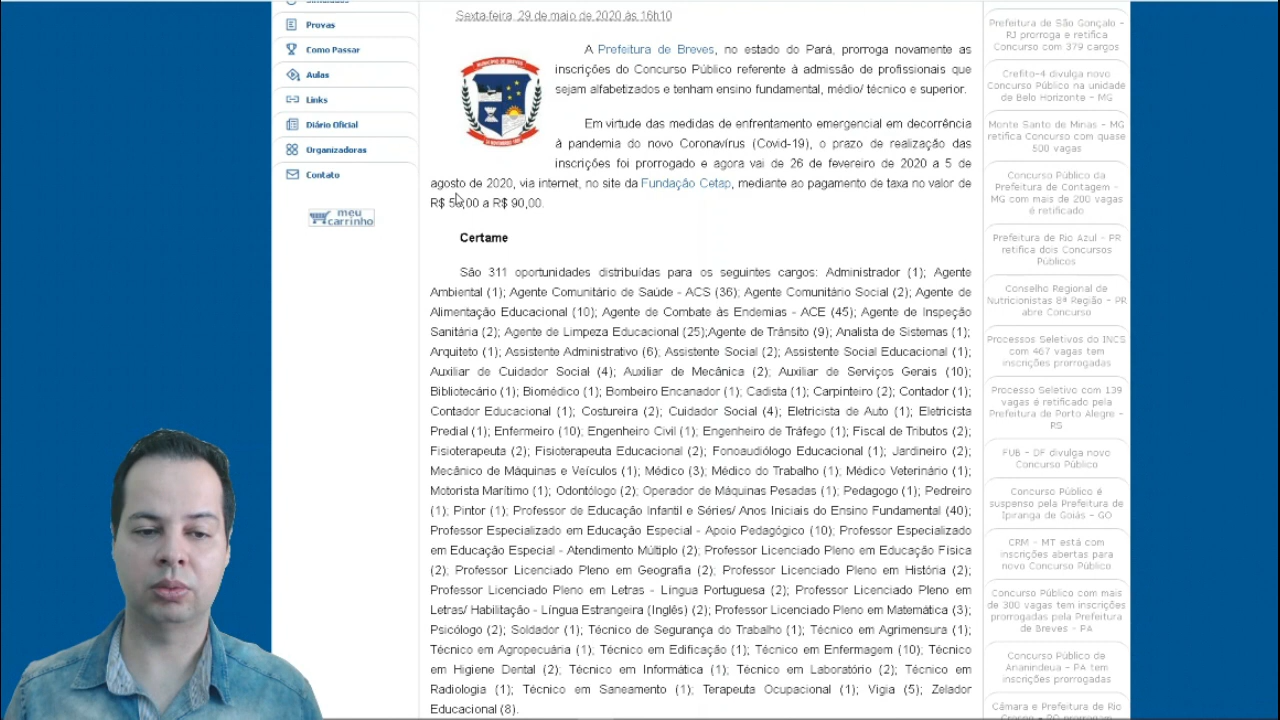 Simulados
Provas
Como Passar
Aulas
Links
Diário Oficial
Organizadoras
Contato
meu
carrinho
Sexta-feira, 29 de maio de 2020 às 16h10
A Prefeitura de Breves, no estado do Pará, prorroga novamente as
inscrições do Concurso Público referente à admissão de profissionais que
sejam alfabetizados e tenham ensino fundamental, médio/ técnico e superior.
Em virtude das medidas de enfrentamento emergencial em decorrência
à pandemia do novo Coronavírus (Covid-19), o prazo de realização das
inscrições foi prorrogado e agora vai de 26 de fevereiro de 2020 a 5 de
agosto de 2020, via internet, no site da Fundação Cetap, mediante ao pagamento de taxa no valor de
R$ ,00 a R$ 90,00.
Certame
São 311 oportunidades distribuídas para os seguintes cargos: Administrador (1); Agente
Ambiental (1); Agente Comunitário de Saúde - ACS (36); Agente Comunitário Social (2); Agente de
Alimentação Educacional (10); Agente de Combate às Endemias - ACE (45); Agente de Inspeção
Sanitária (2); Agente de Limpeza Educacional (25);Agente de Trânsito (9); Analista de Sistemas (1);
Arquiteto (1); Assistente Administrativo (6); Assistente Social (2); Assistente Social Educacional (1);
Auxiliar de Cuidador Social (4); Auxiliar de Mecânica (2); Auxiliar de Serviços Gerais (10);
Bibliotecário (1); Biomédico (1); Bombeiro Encanador (1); Cadista (1); Carpinteiro (2); Contador (1);
Contador Educacional (1); Costureira (2); Cuidador Social (4); Eletricista de Auto (1); Eletricista
Predial (1); Enfermeiro (10); Engenheiro Civil (1); Engenheiro de Tráfego (1); Fiscal de Tributos (2);
Fisioterapeuta (2); Fisioterapeuta Educacional (2); Fonoaudiólogo Educacional (1); Jardineiro (2);
Mecânico de Máquinas e Veículos (1); Médico (3); Médico do Trabalho (1); Médico Veterinário (1);
Motorista Marítimo (1); Odontólogo (2); Operador de Máquinas Pesadas (1); Pedagogo (1); Pedreiro
(1); Pintor (1); Professor de Educação Infantil e Séries/ Anos Iniciais do Ensino Fundamental (40);
Professor Especializado em Educação Especial - Apoio Pedagógico (10); Professor Especializado
em Educação Especial - Atendimento Múltiplo (2); Professor Licenciado Pleno em Educação Física
(2); Professor Licenciado Pleno em Geografia (2); Professor Licenciado Pleno em História (2);
Professor Licenciado Pleno em Letras - Língua Portuguesa (2); Professor Licenciado Pleno em
Letras/ Habilitação - Língua Estrangeira (Inglês) (2); Professor Licenciado Pleno em Matemática (3);
Psicólogo (2); Soldador (1); Técnico de Segurança do Trabalho (1); Técnico em Agrimensura (1);
Técnico em Agropecuária (1); Técnico em Edificação (1); Técnico em Enfermagem (10); Técnico
em Higiene Dental (2); Técnico em Informática (1); Técnico em Laboratório (2); Técnico em
Radiologia (1); Técnico em Saneamento (1); Terapeuta Ocupacional (1); Vigia (5); Zelador
Educacional (8).
Prefeitura de São Gonçalo -
RJ prorroga e retifica
Concurso com 379 cargos
Crefito-4 divulga novo
Concurso Público na unidade
de Belo Horizonte - MG
Monte Santo de Minas - MG
retifica Concurso com quase
500 vagas
Concurso Público da
Prefeitura de Contagem -
MG com mais de 200 vagas
é retificado
Prefeitura de Rio Azul - PR
retifica dois Concursos
Públicos
Conselho Regional de
Nutricionistas 8ª Região - PR
abre Concurso
Processos Seletivos do INCS
com 467 vagas tem
inscrições prorrogadas
Processo Seletivo com 139
vagas é retificado pela
Prefeitura de Porto Alegre -
RS
FUB - DF divulga novo
Concurso Público
Concurso Público é
suspenso pela Prefeitura de
Ipiranga de Goiás - GO
CRM - MT está com
inscrições abertas para
novo Concurso Público
Concurso Público com mais
de 300 vagas tem inscrições
prorrogadas pela Prefeitura
de Breves - PA
Concurso Público de
Ananindeua - PA tem
inscrições prorrogadas
Câmara e Prefeitura de Rio